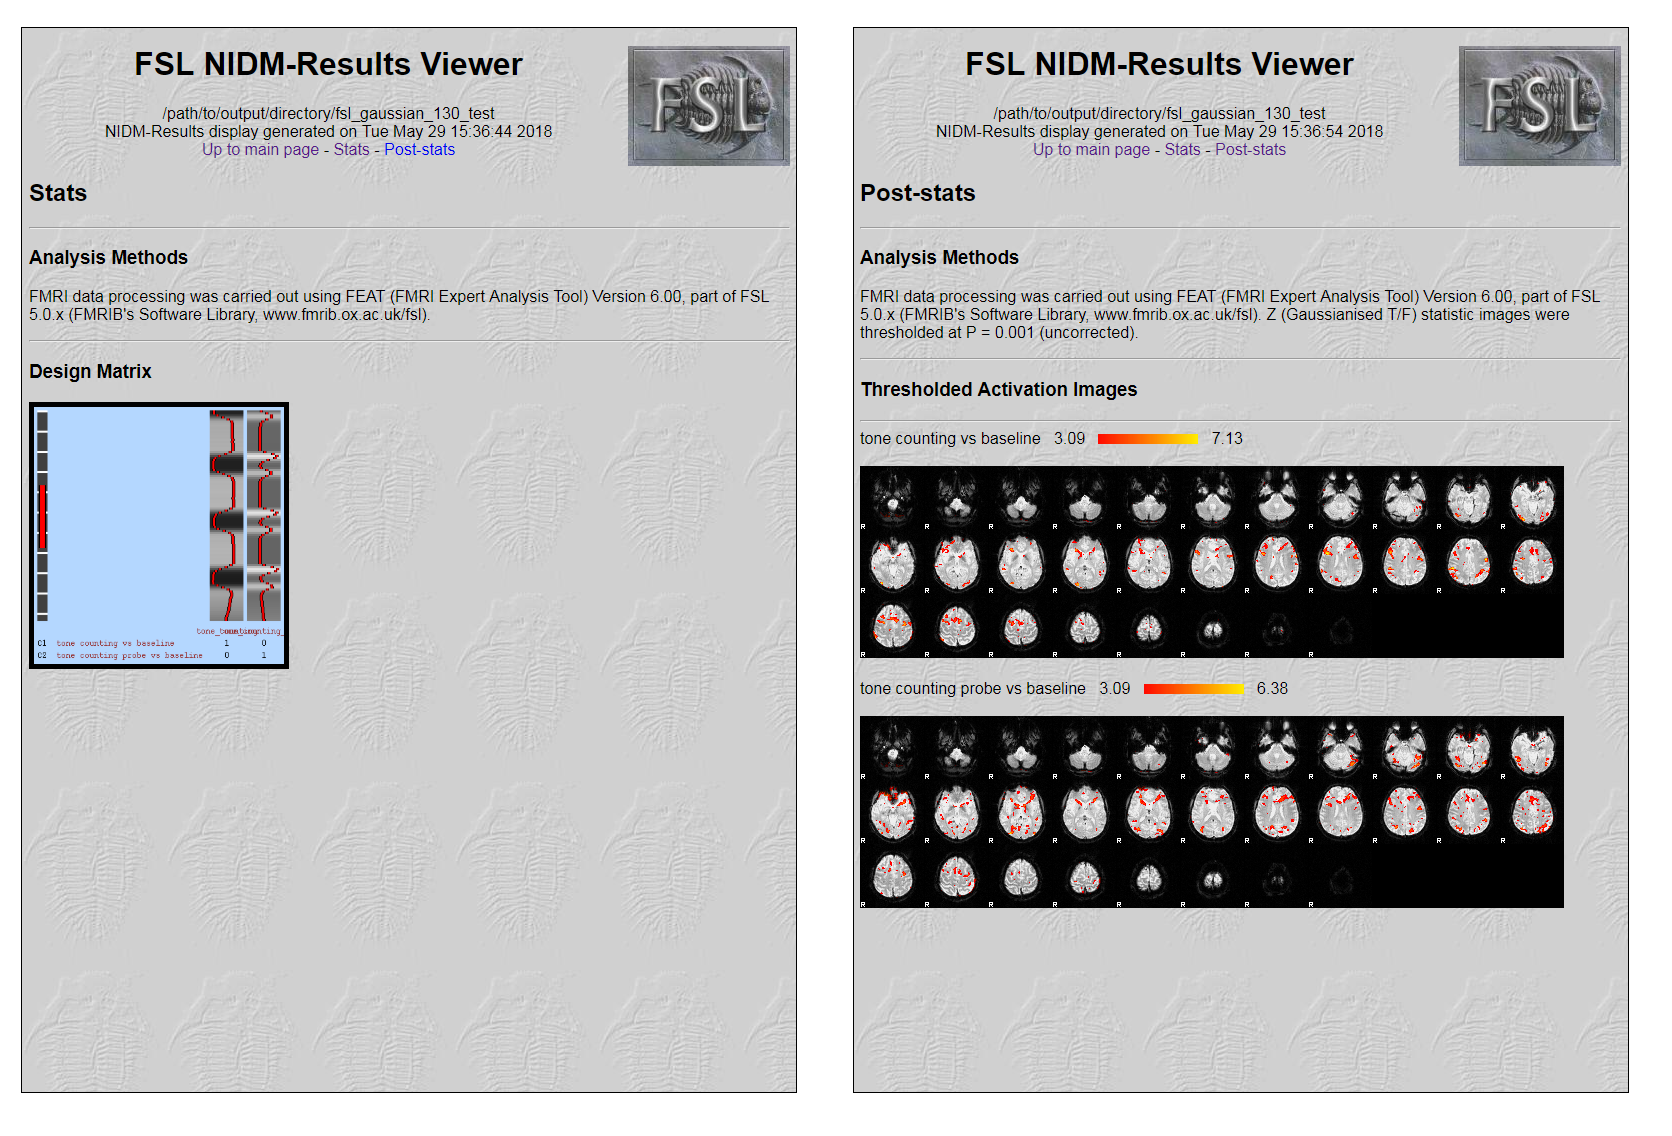 FSL NIDM-Results Viewer
FSL
/path/to/output/directory/fsl_gaussian_130_test
NIDM-Results display generated on Tue May 29 15:36:44 2018
Up to main page - Stats - Post-stats
Stats
Analysis Methods
FMRI data processing was carried out using FEAT (FMRI Expert Analysis Tool) Version 6.00, part of FSL
5.0.x (FMRIB's Software Library, www.fmrib.ox.ac.uk/fsl).
Design Matrix
C1 tone counting vs baseline 1 0
C2 tone counting probe vs baseline 0 1
FSL NIDM-Results Viewer
FSL
/path/to/output/directory/fsl_gaussian_130_test
NIDM-Results display generated on Tue May 29 15:36:54 2018
Up to main page - Stats - Post-stats
Post-stats
Analysis Methods
FMRI data processing was carried out using FEAT (FMRI Expert Analysis Tool) Version 6.00, part of FSL
5.0.x (FMRIB's Software Library, www.fmrib.ox.ac.uk/fsl). Z (Gaussianised T/F) statistic images were
thresholded at P = 0.001 (uncorrected).
Thresholded Activation Images
tone counting vs baseline 3.09 7.13
R R R R R R R R R R R
R R R R R R R R R R R
R R R R R R R R
tone counting probe vs baseline 3.09 6.38
R R R R R R R R R R R
R R R R R R R R R R R
R R R R R R R R